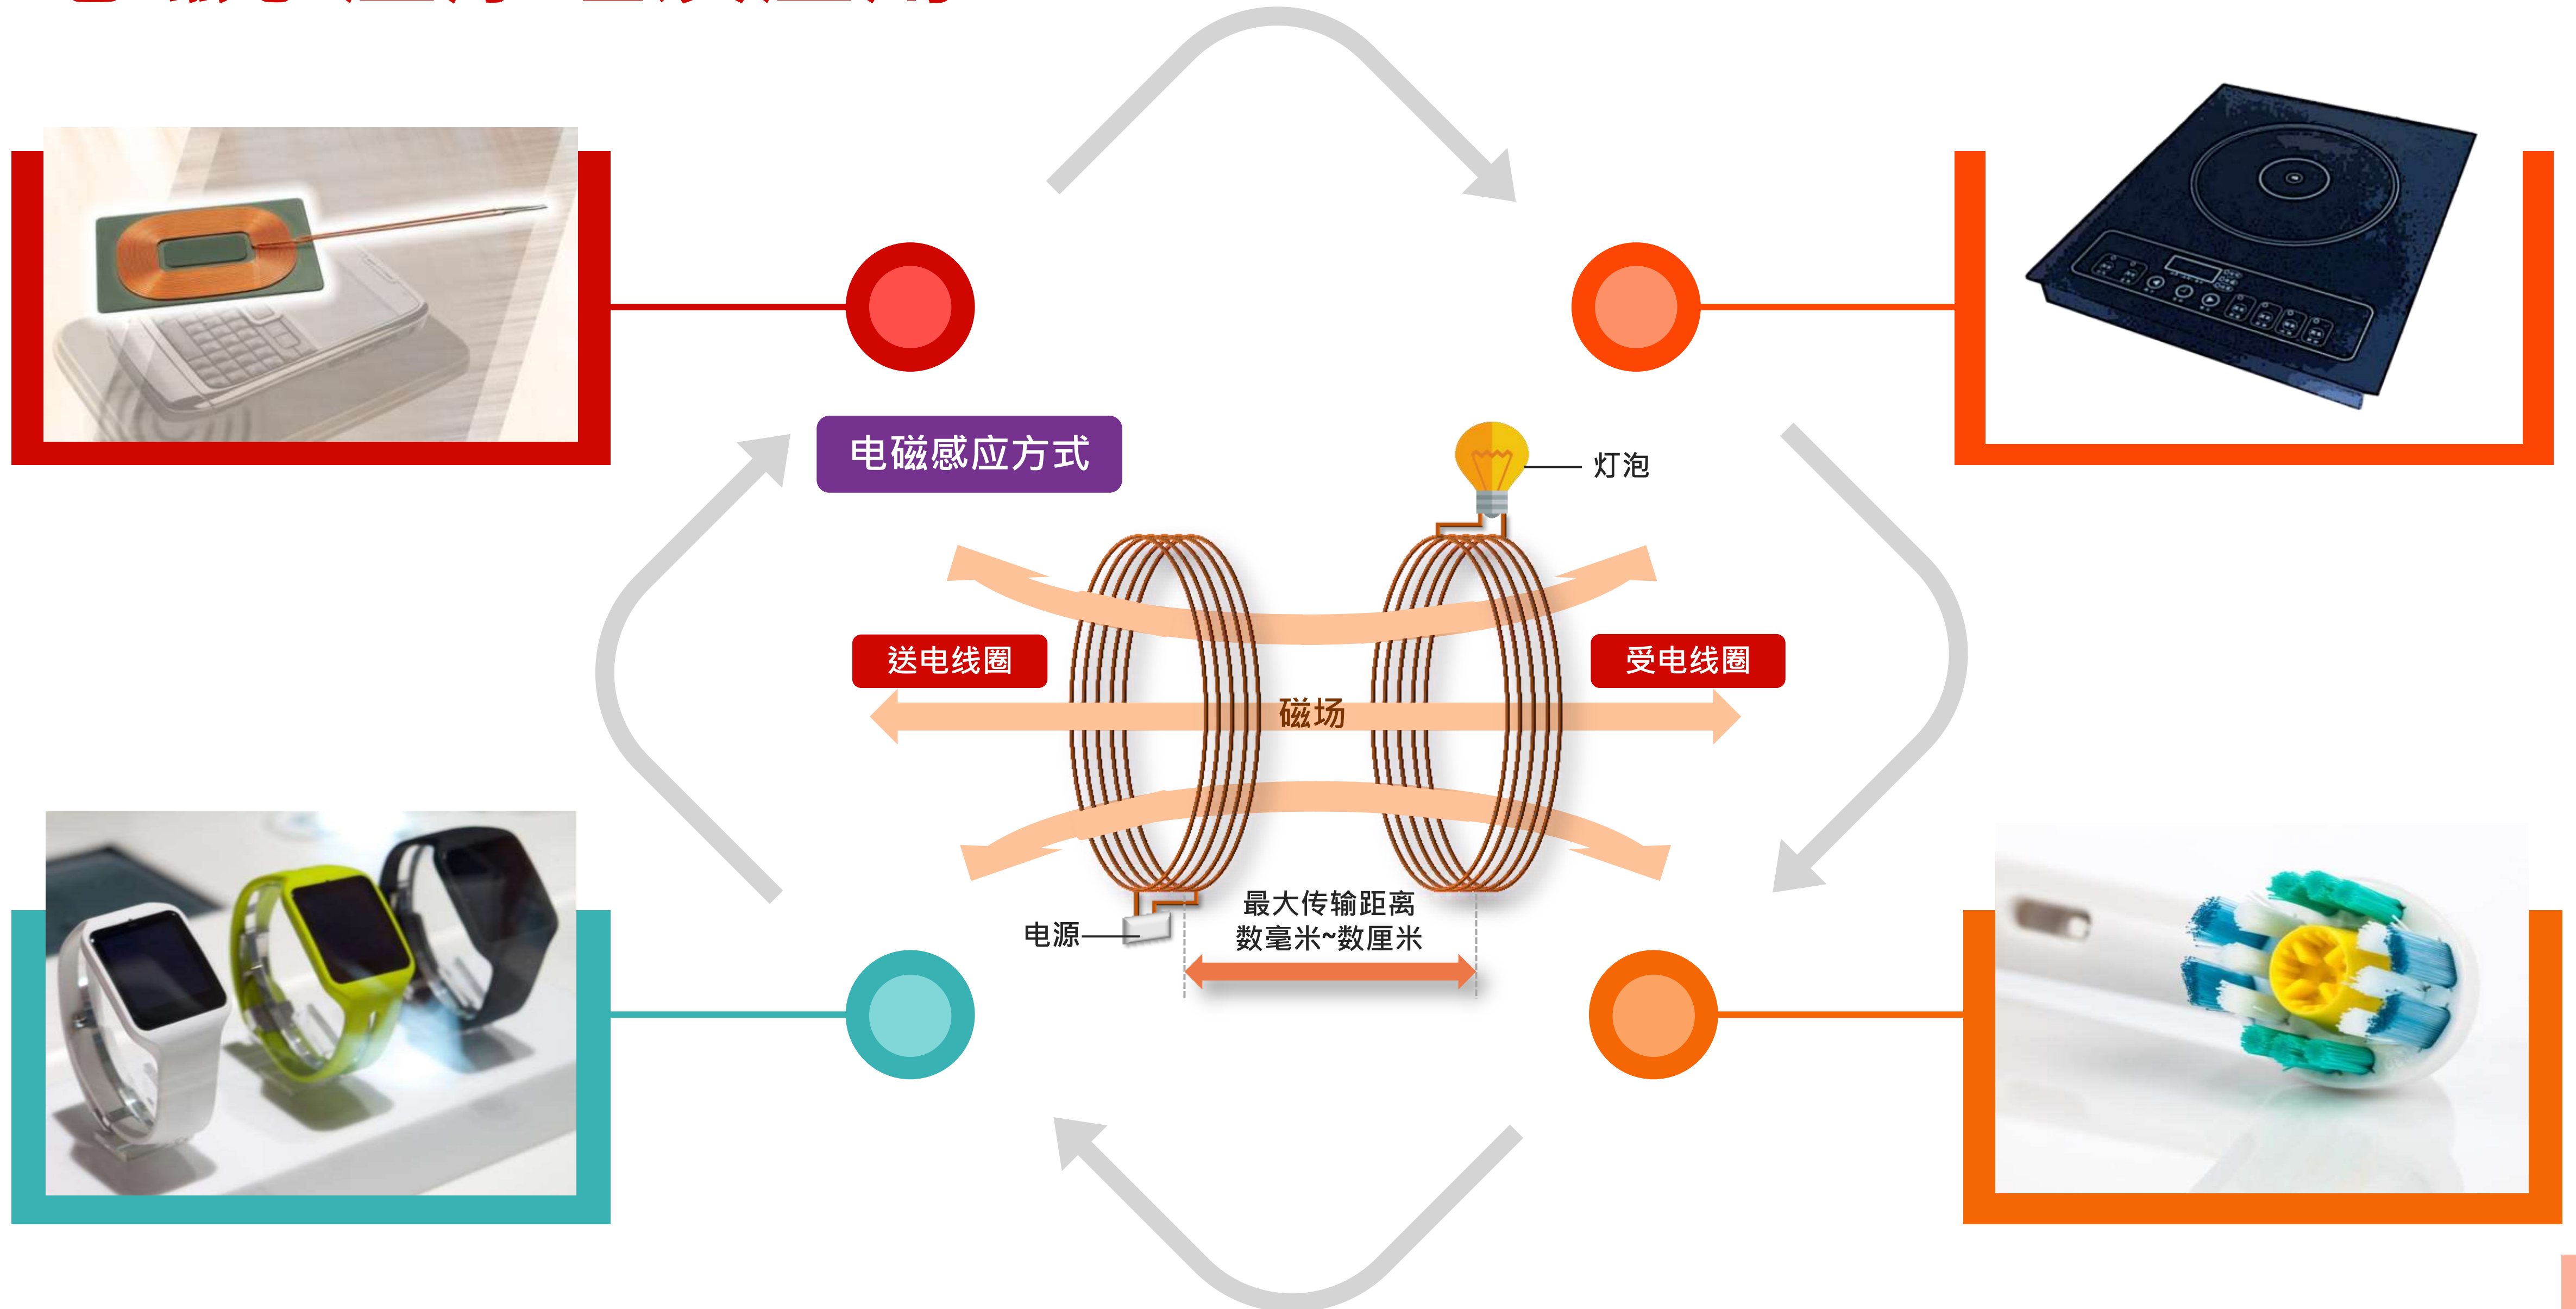 电磁感应方式
灯泡
送电线圈
受电线圈
磁场
最大传输距离
数毫米~数厘米
电源